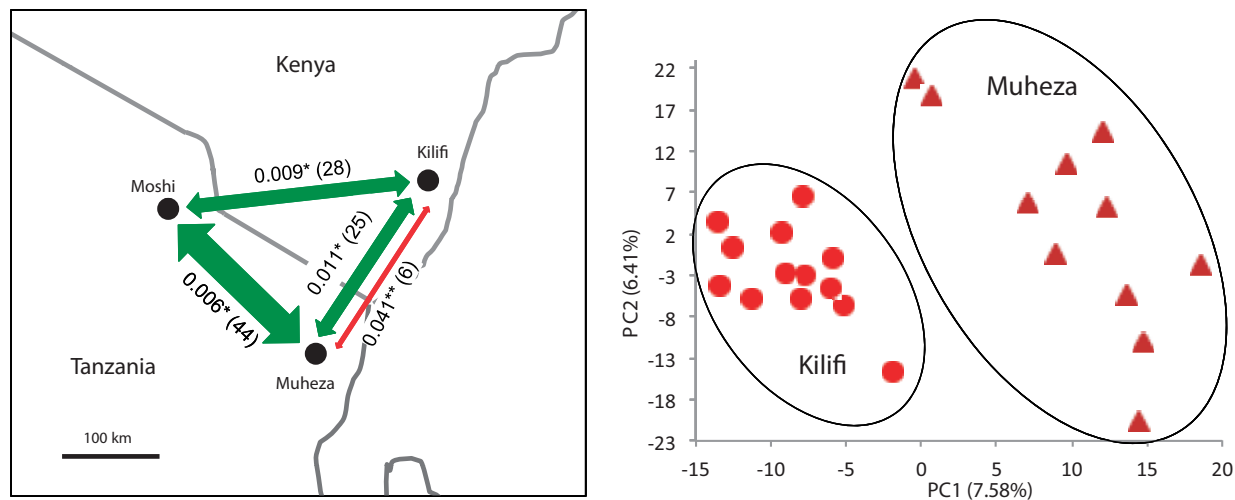 Kenya
Kilifi
0.009* (28)
Moshi
0.011* (25)
0.041** (6)
0.006* (44)
Tanzania
Muheza
100 km
22
17
12
7
2
-3
-8
-13
-18
-23
PC2 (6.41%)
Muheza
Kilifi
-15 -10 -5 0 5 10 15 20
PC1 (7.58%)